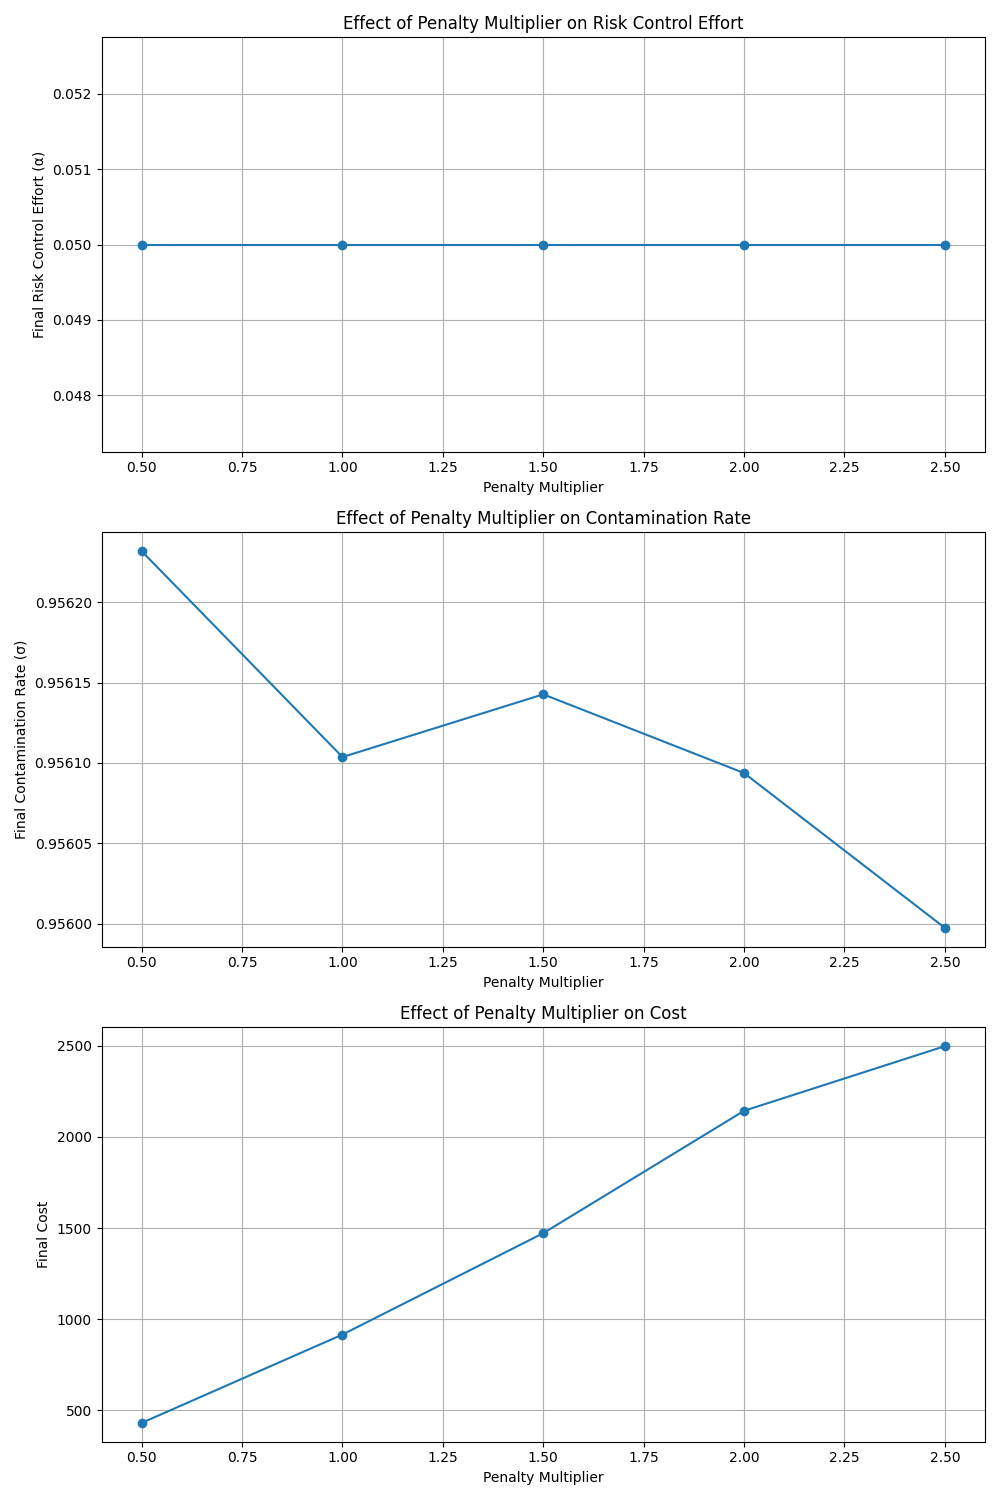 Effect of Penalty Multiplier on Risk Control Effort
Final Risk Control Effort (α)
0.052
0.051
0.050
0.049
0.048
0.50 0.75 1.00 1.25 1.50 1.75 2.00 2.25 2.50
Penalty Multiplier
Effect of Penalty Multiplier on Contamination Rate
Final Contamination Rate (σ)
0.95620
0.95615
0.95610
0.95605
0.95600
0.50 0.75 1.00 1.25 1.50 1.75 2.00 2.25 2.50
Penalty Multiplier
Effect of Penalty Multiplier on Cost
Final Cost
2500
2000
1500
1000
500
0.50 0.75 1.00 1.25 1.50 1.75 2.00 2.25 2.50
Penalty Multiplier